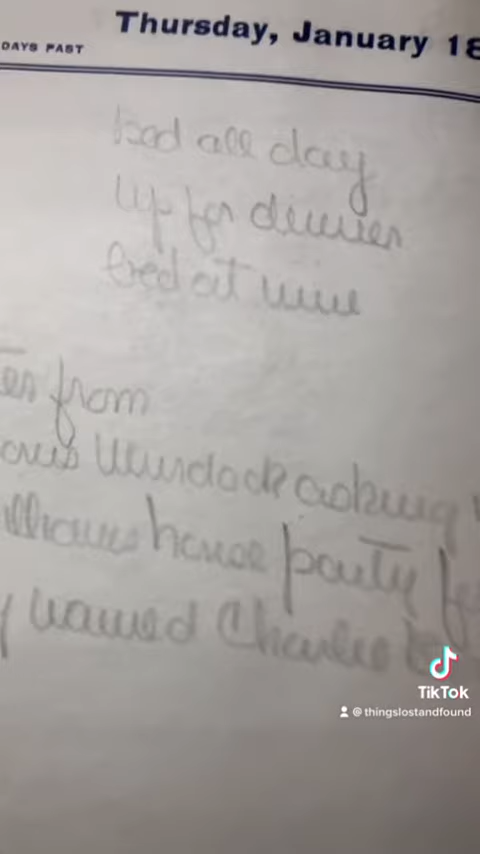 Thursday, January 18
DAYS PAST
bed all day
Up for dinner
bed at nine
from
Murdock asking
house party
named Charlie
TikTok
@thingslostandfound